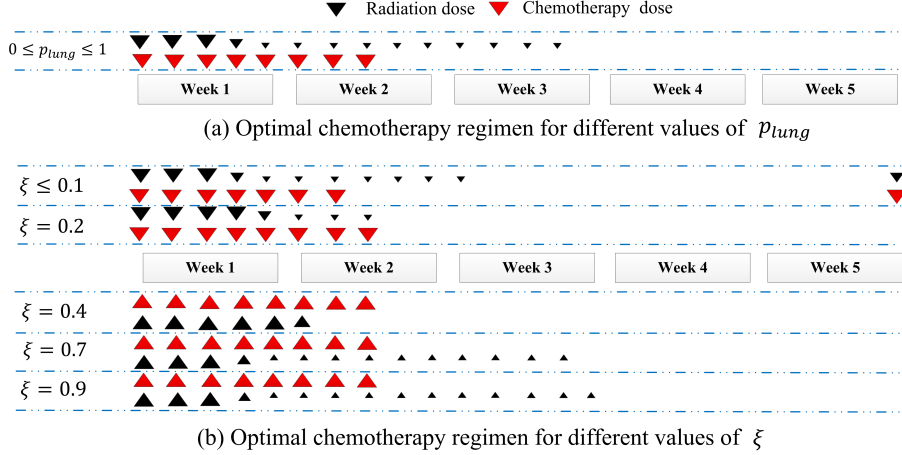 Radiation dose Chemotherapy dose
0 ≤ p_lung ≤ 1
Week 1 Week 2 Week 3 Week 4 Week 5
(a) Optimal chemotherapy regimen for different values of p_lung
ξ ≤ 0.1
ξ = 0.2
Week 1 Week 2 Week 3 Week 4 Week 5
ξ = 0.4
ξ = 0.7
ξ = 0.9
(b) Optimal chemotherapy regimen for different values of ξ